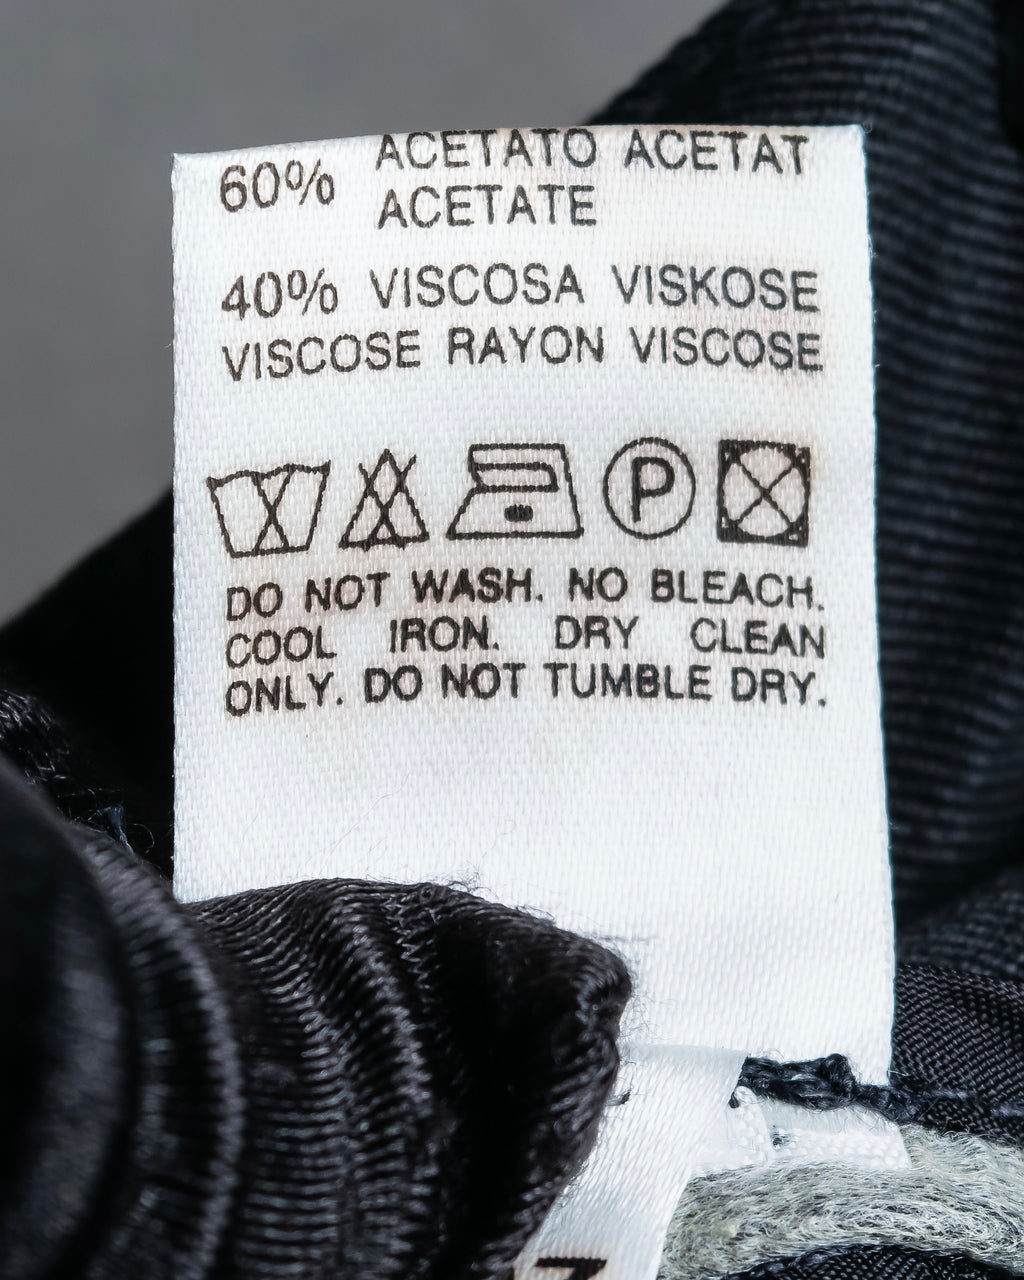 60% ACETATO ACETAT
ACETATE
40% VISCOSA VISKOSE
VISCOSE RAYON VISCOSE
P
DO NOT WASH. NO BLEACH.
COOL IRON. DRY CLEAN
ONLY. DO NOT TUMBLE DRY.